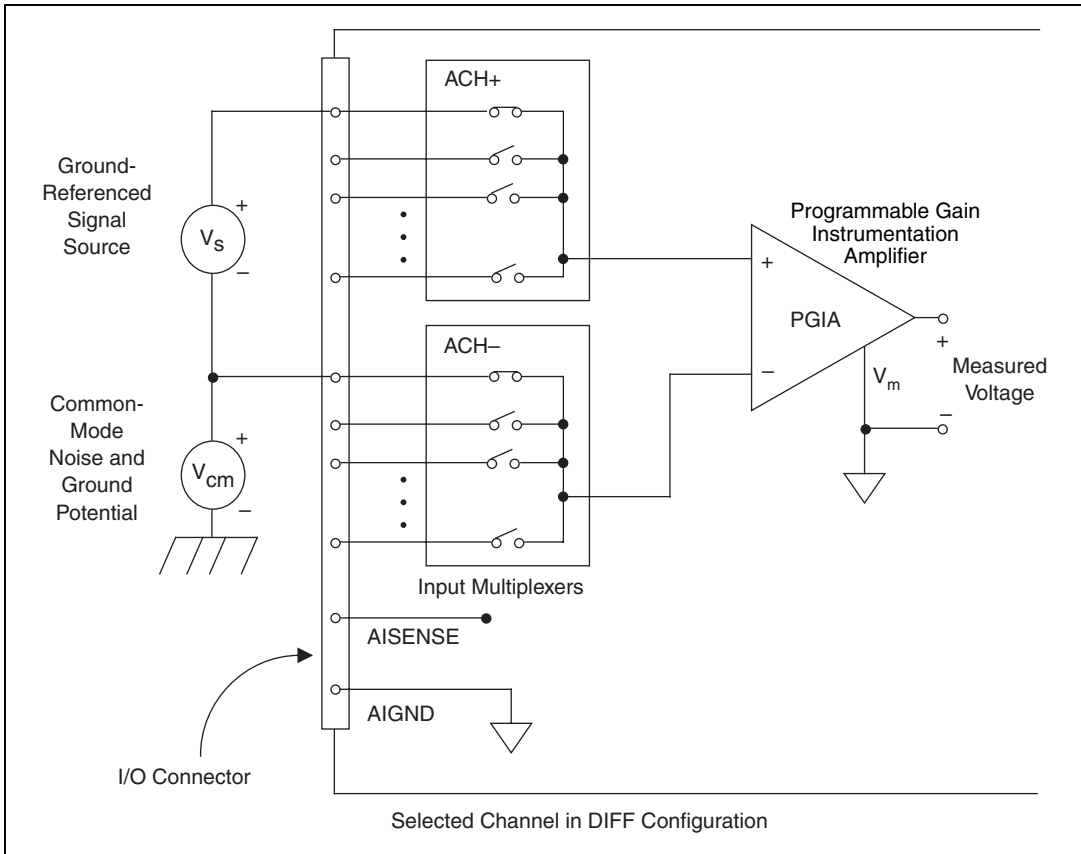 ACH+
Ground-
Referenced
Signal
Source
+
Vs
−
Programmable Gain
Instrumentation
Amplifier
+
PGIA
−
+
Measured
Voltage
−
Vm
ACH−
Common-
Mode
Noise and
Ground
Potential
+
Vcm
−
Input Multiplexers
AISENSE
AIGND
I/O Connector
Selected Channel in DIFF Configuration